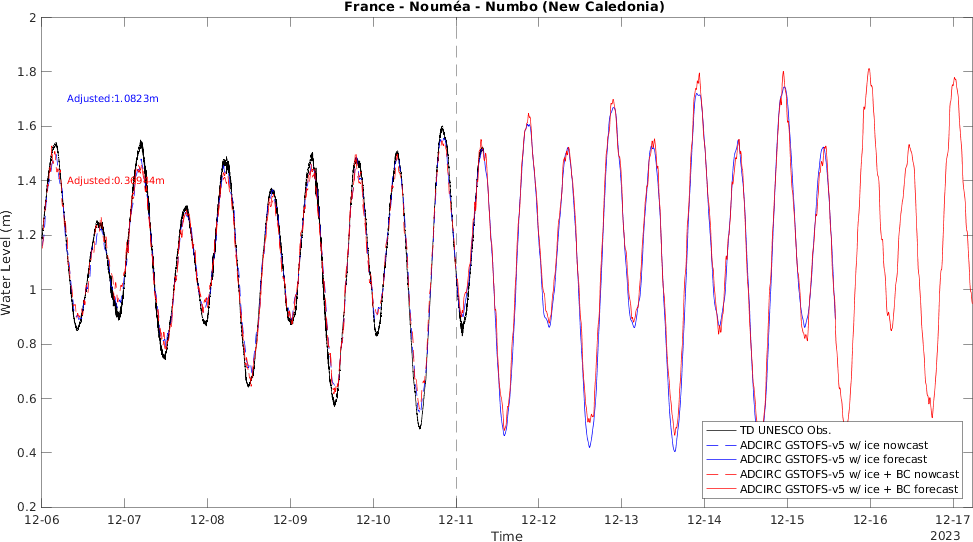 France - Nouméa - Numbo (New Caledonia)
2
1.8
1.6
1.4
1.2
1
0.8
0.6
0.4
0.2
Water Level (m)
Adjusted:1.0823m
TD UNESCO Obs.
ADCIRC GSTOFS-v5 w/ ice nowcast
ADCIRC GSTOFS-v5 w/ ice forecast
ADCIRC GSTOFS-v5 w/ ice + BC nowcast
ADCIRC GSTOFS-v5 w/ ice + BC forecast
12-06 12-07 12-08 12-09 12-10 12-11 12-12 12-13 12-14 12-15 12-16 12-17
Time
2023